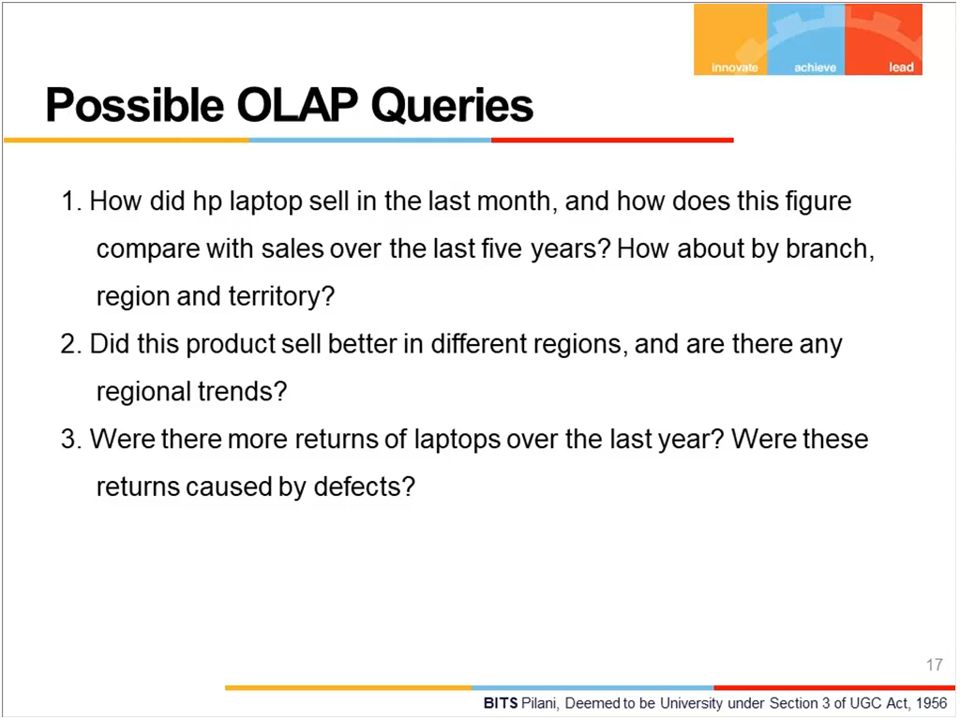 innovate achieve lead
Possible OLAP Queries
1. How did hp laptop sell in the last month, and how does this figure
compare with sales over the last five years? How about by branch,
region and territory?
2. Did this product sell better in different regions, and are there any
regional trends?
3. Were there more returns of laptops over the last year? Were these
returns caused by defects?
17
BITS Pilani, Deemed to be University under Section 3 of UGC Act, 1956